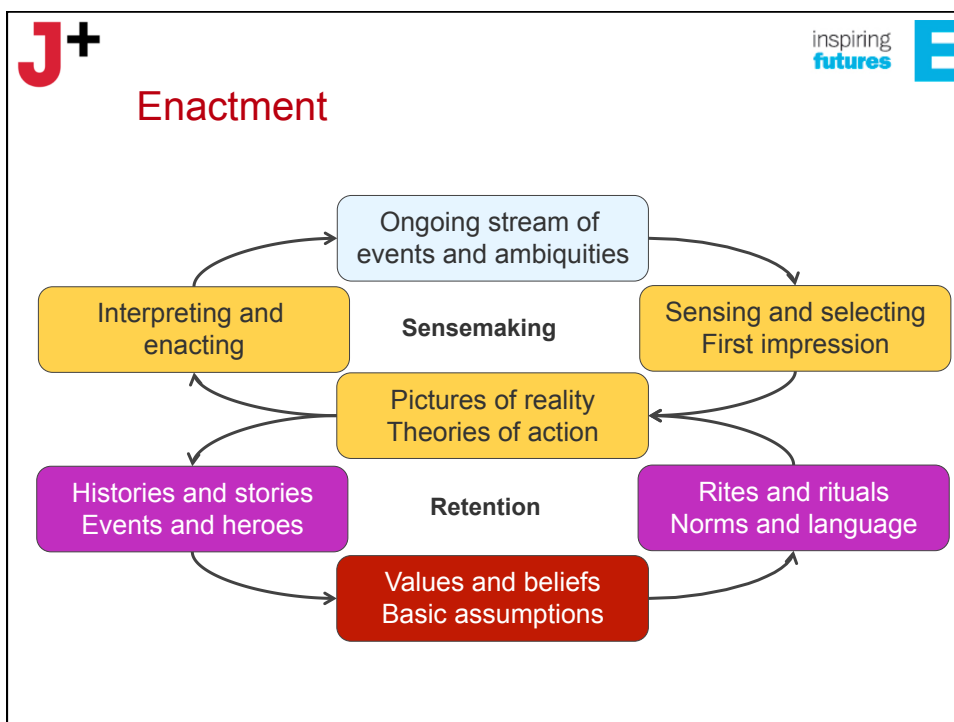 J+
inspiring
futures
E
Enactment
Ongoing stream of
events and ambiquities
Interpreting and
enacting
Sensemaking
Sensing and selecting
First impression
Pictures of reality
Theories of action
Histories and stories
Events and heroes
Retention
Rites and rituals
Norms and language
Values and beliefs
Basic assumptions